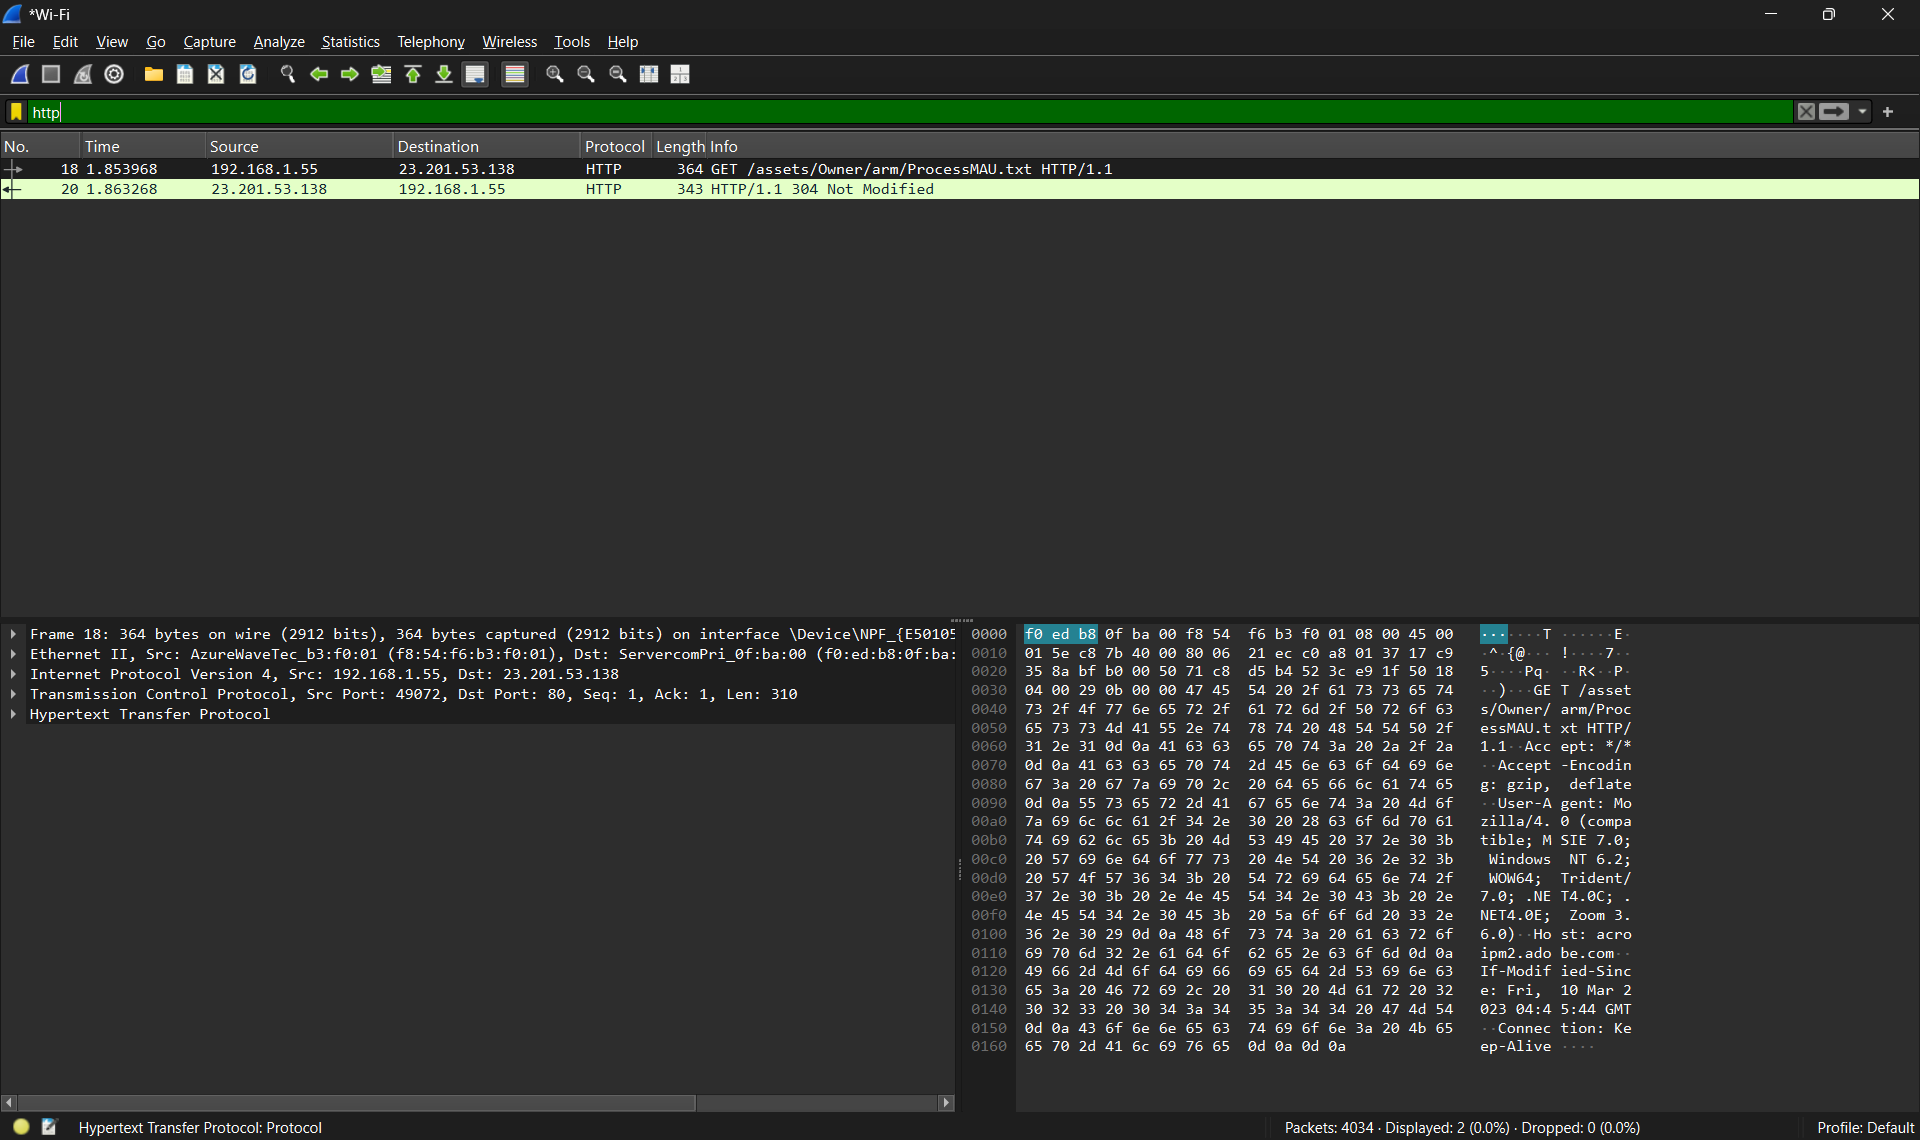 *Wi-Fi
File Edit View Go Capture Analyze Statistics Telephony Wireless Tools Help
http
No. Time Source Destination Protocol Length Info
18 1.853968 192.168.1.55 23.201.53.138 HTTP 364 GET /assets/Owner/arm/ProcessMAU.txt HTTP/1.1
20 1.863268 23.201.53.138 192.168.1.55 HTTP 343 HTTP/1.1 304 Not Modified
Frame 18: 364 bytes on wire (2912 bits), 364 bytes captured (2912 bits) on interface \Device\NPF_{E50105
Ethernet II, Src: AzureWaveTec_b3:f0:01 (f8:54:f6:b3:f0:01), Dst: ServercomPri_0f:ba:00 (f0:ed:b8:0f:ba:
Internet Protocol Version 4, Src: 192.168.1.55, Dst: 23.201.53.138
Transmission Control Protocol, Src Port: 49072, Dst Port: 80, Seq: 1, Ack: 1, Len: 310
Hypertext Transfer Protocol
0000 f0 ed b8 0f ba 00 f8 54 f6 b3 f0 01 08 00 45 00 ·······T ······E·
0010 01 5e c8 7b 40 00 80 06 21 ec c0 a8 01 37 17 c9 ·^·{@··· !····7··
0020 35 8a bf b0 00 50 71 c8 d5 b4 52 3c e9 1f 50 18 5····Pq· ··R<··P·
0030 04 00 29 0b 00 00 47 45 54 20 2f 61 73 73 65 74 ··)···GE T /asset
0040 73 2f 4f 77 6e 65 72 2f 61 72 6d 2f 50 72 6f 63 s/Owner/ arm/Proc
0050 65 73 73 4d 41 55 2e 74 78 74 20 48 54 54 50 2f essMAU.t xt HTTP/
0060 31 2e 31 0d 0a 41 63 63 65 70 74 3a 20 2a 2f 2a 1.1··Acc ept: */*
0070 0d 0a 41 63 63 65 70 74 2d 45 6e 63 6f 64 69 6e ··Accept -Encodin
0080 67 3a 20 67 7a 69 70 2c 20 64 65 66 6c 61 74 65 g: gzip, deflate
0090 0d 0a 55 73 65 72 2d 41 67 65 6e 74 3a 20 4d 6f ··User-A gent: Mo
00a0 7a 69 6c 6c 61 2f 34 2e 30 20 28 63 6f 6d 70 61 zilla/4. 0 (compa
00b0 74 69 62 6c 65 3b 20 4d 53 49 45 20 37 2e 30 3b tible; M SIE 7.0;
00c0 20 57 69 6e 64 6f 77 73 20 4e 54 20 36 2e 32 3b Windows NT 6.2;
00d0 20 57 4f 57 36 34 3b 20 54 72 69 64 65 6e 74 2f WOW64; Trident/
00e0 37 2e 30 3b 20 2e 4e 45 54 34 2e 30 43 3b 20 2e 7.0; .NE T4.0C; .
00f0 4e 45 54 34 2e 30 45 3b 20 5a 6f 6f 6d 20 33 2e NET4.0E; Zoom 3.
0100 36 2e 30 29 0d 0a 48 6f 73 74 3a 20 61 63 72 6f 6.0)··Ho st: acro
0110 69 70 6d 32 2e 61 64 6f 62 65 2e 63 6f 6d 0d 0a ipm2.ado be.com··
0120 49 66 2d 4d 6f 64 69 66 69 65 64 2d 53 69 6e 63 If-Modif ied-Sinc
0130 65 3a 20 46 72 69 2c 20 31 30 20 4d 61 72 20 32 e: Fri, 10 Mar 2
0140 30 32 33 20 30 34 3a 34 35 3a 34 34 20 47 4d 54 023 04:4 5:44 GMT
0150 0d 0a 43 6f 6e 6e 65 63 74 69 6f 6e 3a 20 4b 65 ··Connec tion: Ke
0160 65 70 2d 41 6c 69 76 65 0d 0a 0d 0a ep-Alive ····
Hypertext Transfer Protocol: Protocol
Packets: 4034 · Displayed: 2 (0.0%) · Dropped: 0 (0.0%)
Profile: Default